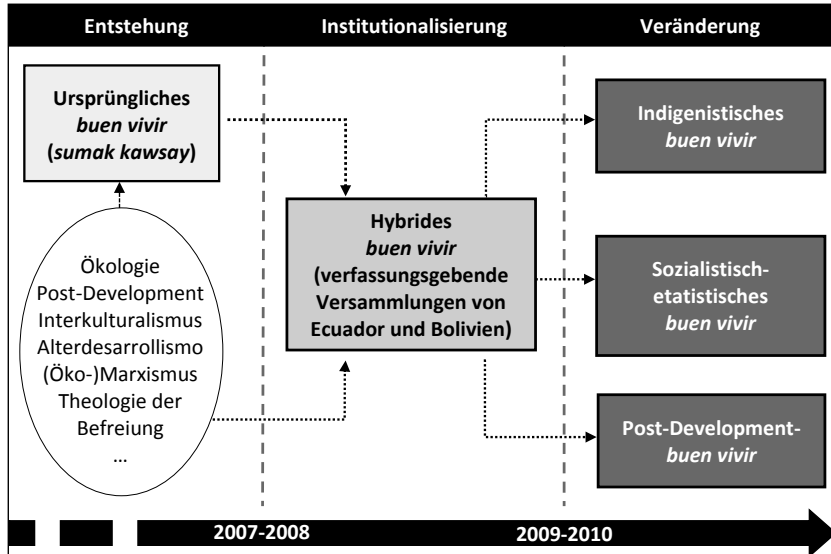 Entstehung
Institutionalisierung
Veränderung
Ursprüngliches
buen vivir
(sumak kawsay)
Ökologie
Post-Development
Interkulturalismus
Alterdesarrollismo
(Öko-)Marxismus
Theologie der
Befreiung
...
Hybrides
buen vivir
(verfassungsgebende
Versammlungen von
Ecuador und Bolivien)
Indigenistisches
buen vivir
Sozialistisch-
etatistisches
buen vivir
Post-Development-
buen vivir
2007-2008
2009-2010